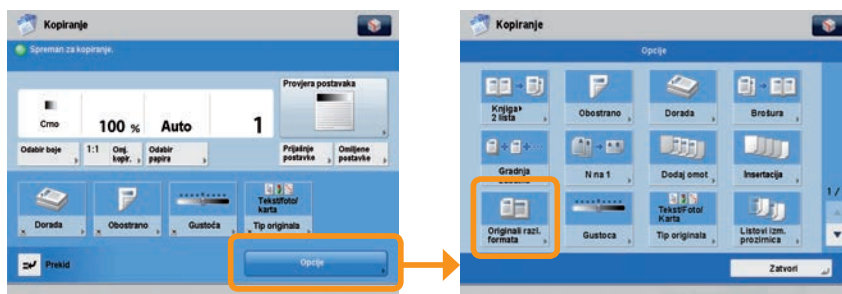 Kopiranje
Spreman za kopiranje.
Provjera postavaka
Crno
100 %
Auto
1
Odabir boje
1:1
Omj.
kopir.
Odabir
papira
Prijašnje
postavke
Omiljene
postavke
Dorada
Obostrano
Gustoća
Tekst/foto/
karta
Tip originala
Opcije
Prekid
Kopiranje
Opcije
Knjiga
2 lista
Obostrano
Dorada
Brošura
Gradnja
N na 1
Dodaj omot
Insertacija
1/
Originali razl.
formata
Gustoca
Tekst/Foto/
Karta
Tip originala
Listovi izm.
prozirnica
Zatvori